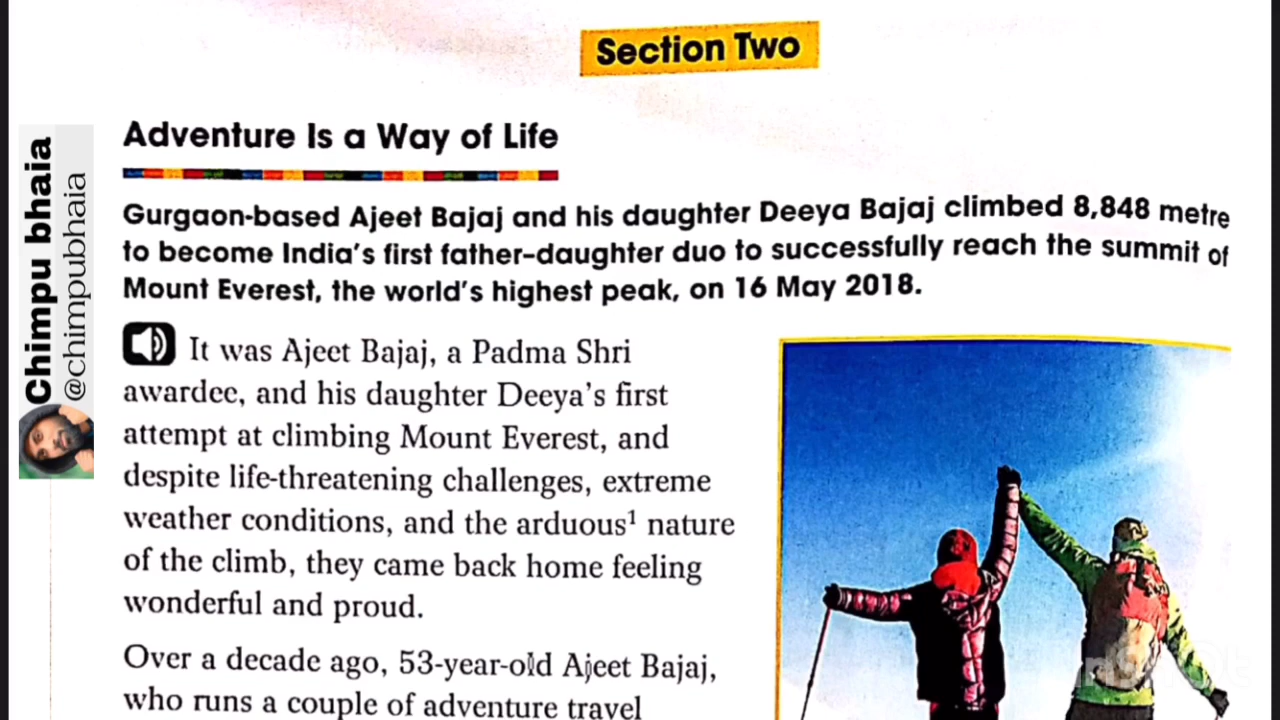 Section Two
Chimpu bhaia
@chimpubhaia
Adventure Is a Way of Life
Gurgaon-based Ajeet Bajaj and his daughter Deeya Bajaj climbed 8,848 metre
to become India's first father-daughter duo to successfully reach the summit of
Mount Everest, the world's highest peak, on 16 May 2018.
It was Ajeet Bajaj, a Padma Shri
awardee, and his daughter Deeya's first
attempt at climbing Mount Everest, and
despite life-threatening challenges, extreme
weather conditions, and the arduous¹ nature
of the climb, they came back home feeling
wonderful and proud.
Over a decade ago, 53-year-old Ajeet Bajaj,
who runs a couple of adventure travel